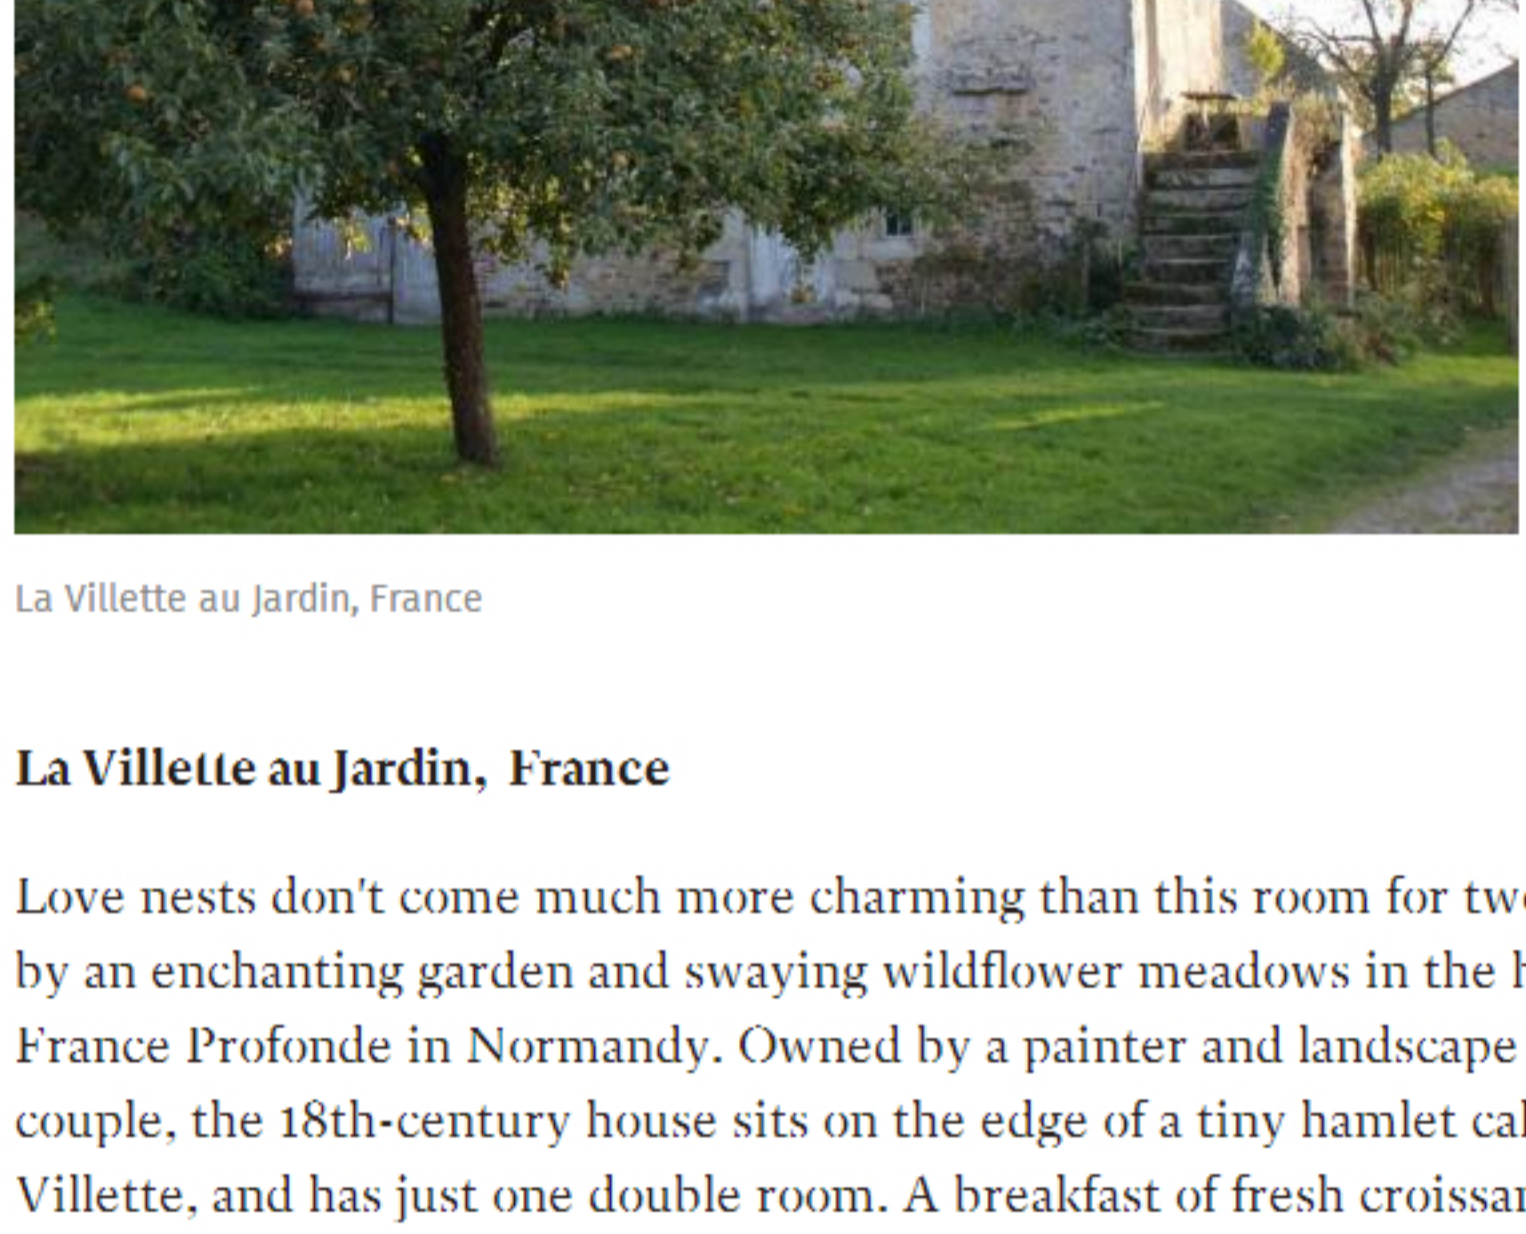 La Villette au Jardin, France
La Villette au Jardin, France
Love nests don't come much more charming than this room for
by an enchanting garden and swaying wildflower meadows in the
France Profonde in Normandy. Owned by a painter and landscape
couple, the 18th-century house sits on the edge of a tiny hamlet
Villette, and has just one double room. A breakfast of fresh